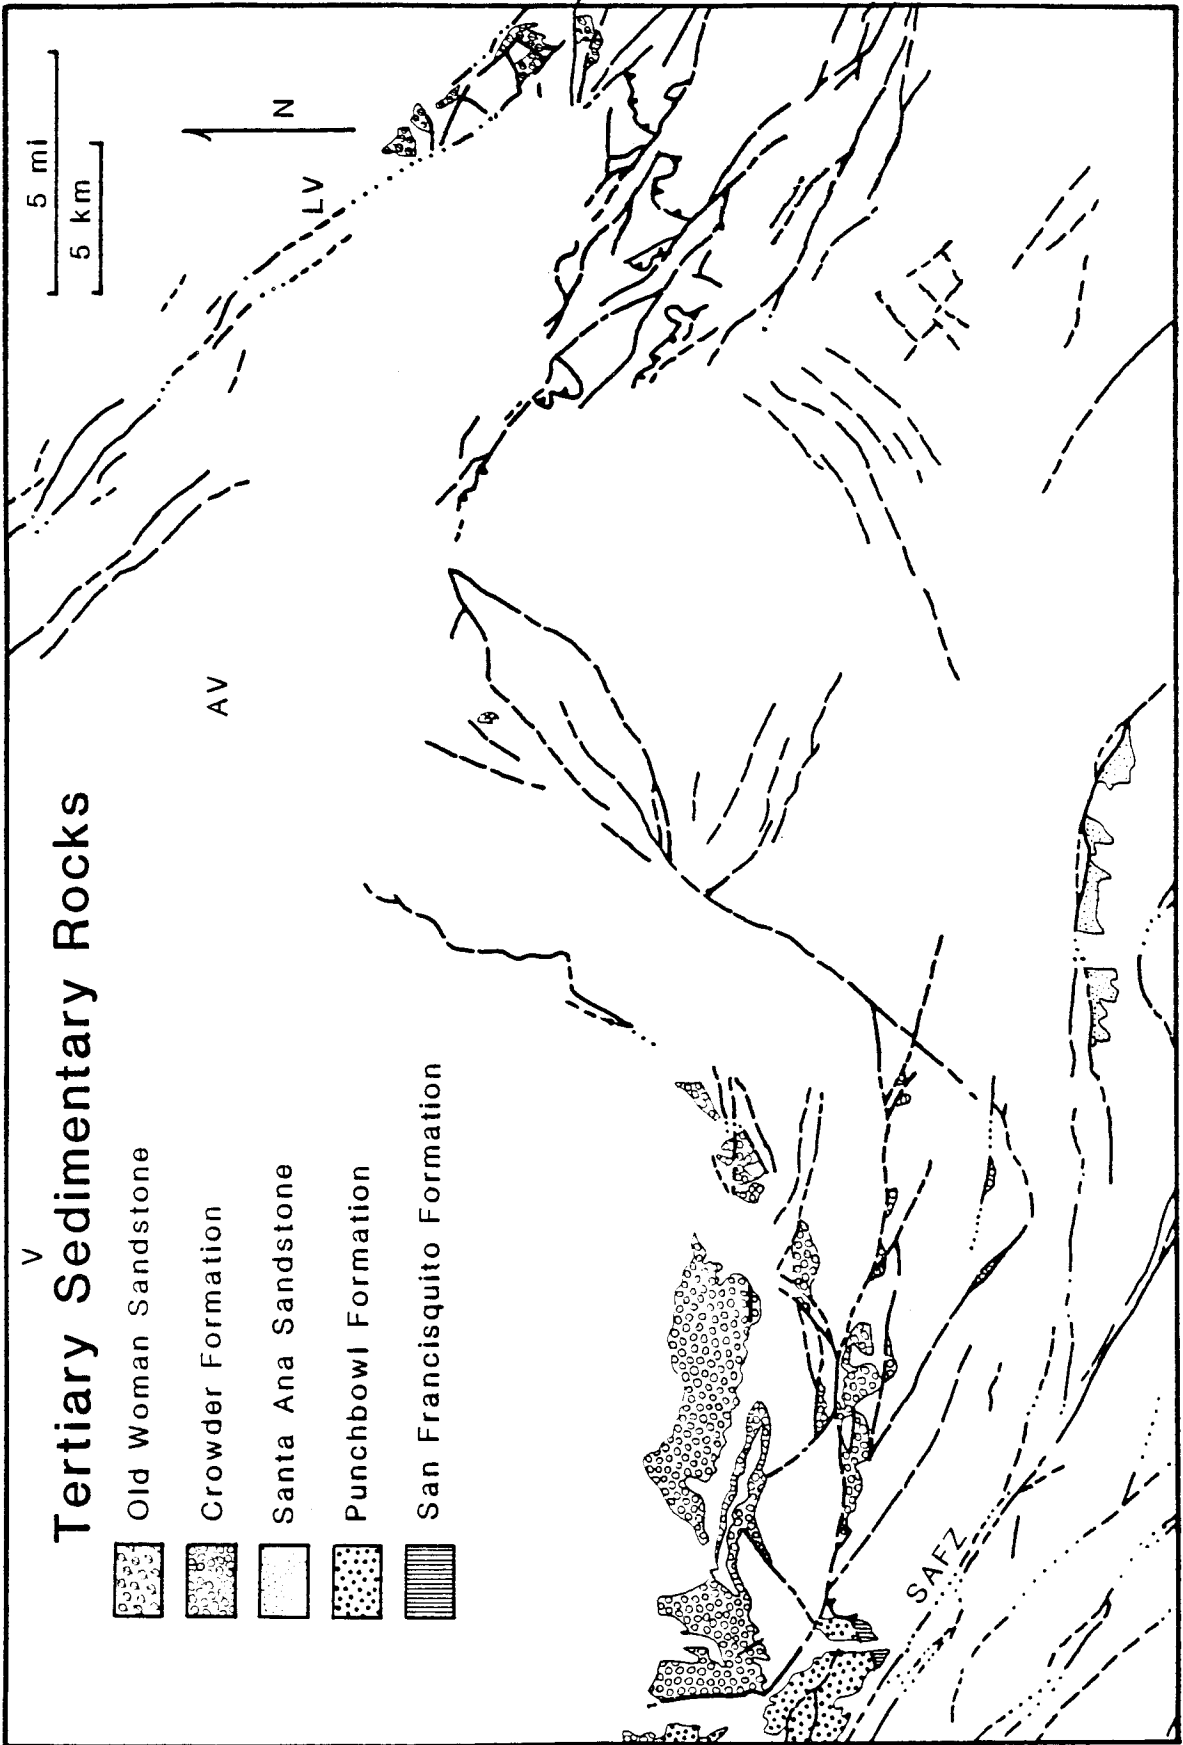 V
Tertiary Sedimentary Rocks
Old Woman Sandstone
Crowder Formation
Santa Ana Sandstone
Punchbowl Formation
San Francisquito Formation
5 mi
5 km
N
LV
AV
SAFZ